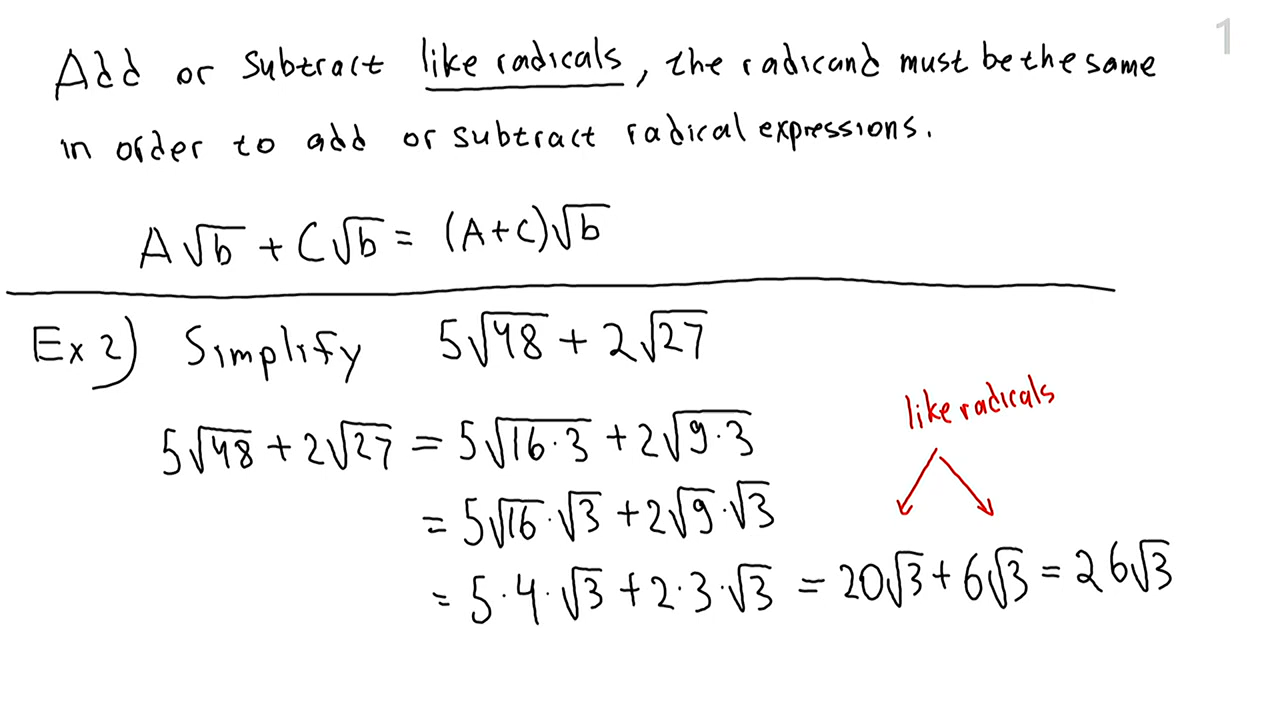 1
Add or subtract like radicals, the radicand must be the same
in order to add or subtract radical expressions.
A√b + C√b = (A+C)√b
Ex 2) Simplify 5√48 + 2√27
like radicals
5√48 + 2√27 = 5√16·3 + 2√9·3
= 5√16·√3 + 2√9·√3
= 5·4·√3 + 2·3·√3 = 20√3 + 6√3 = 26√3